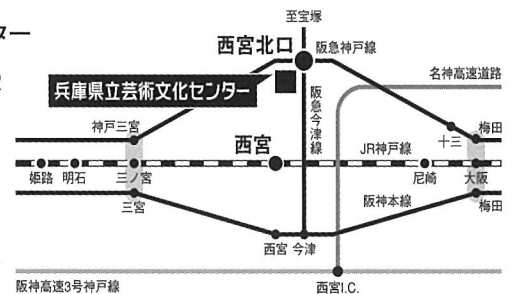 ター
至宝塚
西宮北口
阪急神戸線
名神高速道路
兵庫県立芸術文化センター
阪急今津線
神戸三宮
西宮
JR神戸線
十三
梅田
姫路
明石
三ノ宮
尼崎
大阪
三宮
阪神本線
梅田
西宮
今津
阪神高速3号神戸線
西宮I.C.